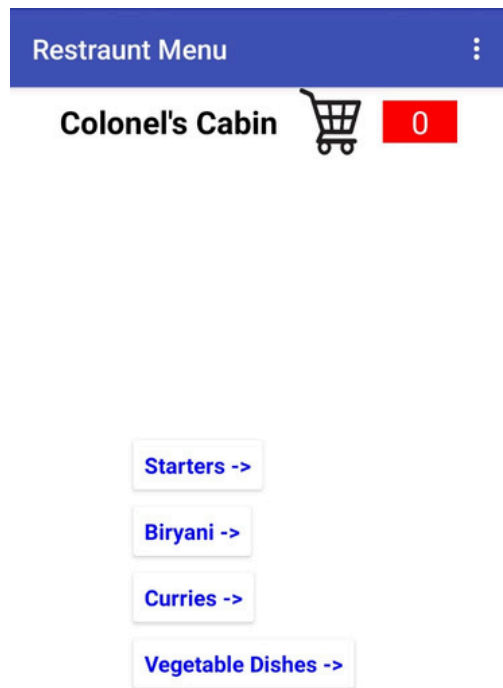 Restraunt Menu
Colonel's Cabin 0
Starters ->
Biryani ->
Curries ->
Vegetable Dishes ->